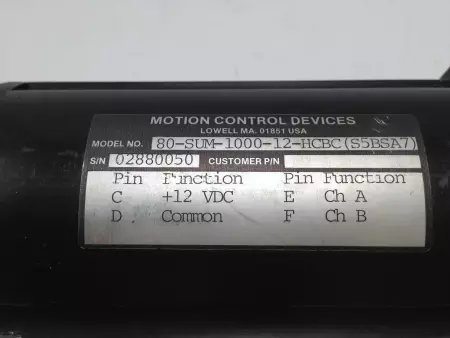 MOTION CONTROL DEVICES
LOWELL MA. 01851 USA
MODEL NO. 80-SUM-1000-12-HCBC(S5BSA7)
S/N 02880050 CUSTOMER P/N
Pin Function Pin Function
C +12 VDC E Ch A
D Common F Ch B